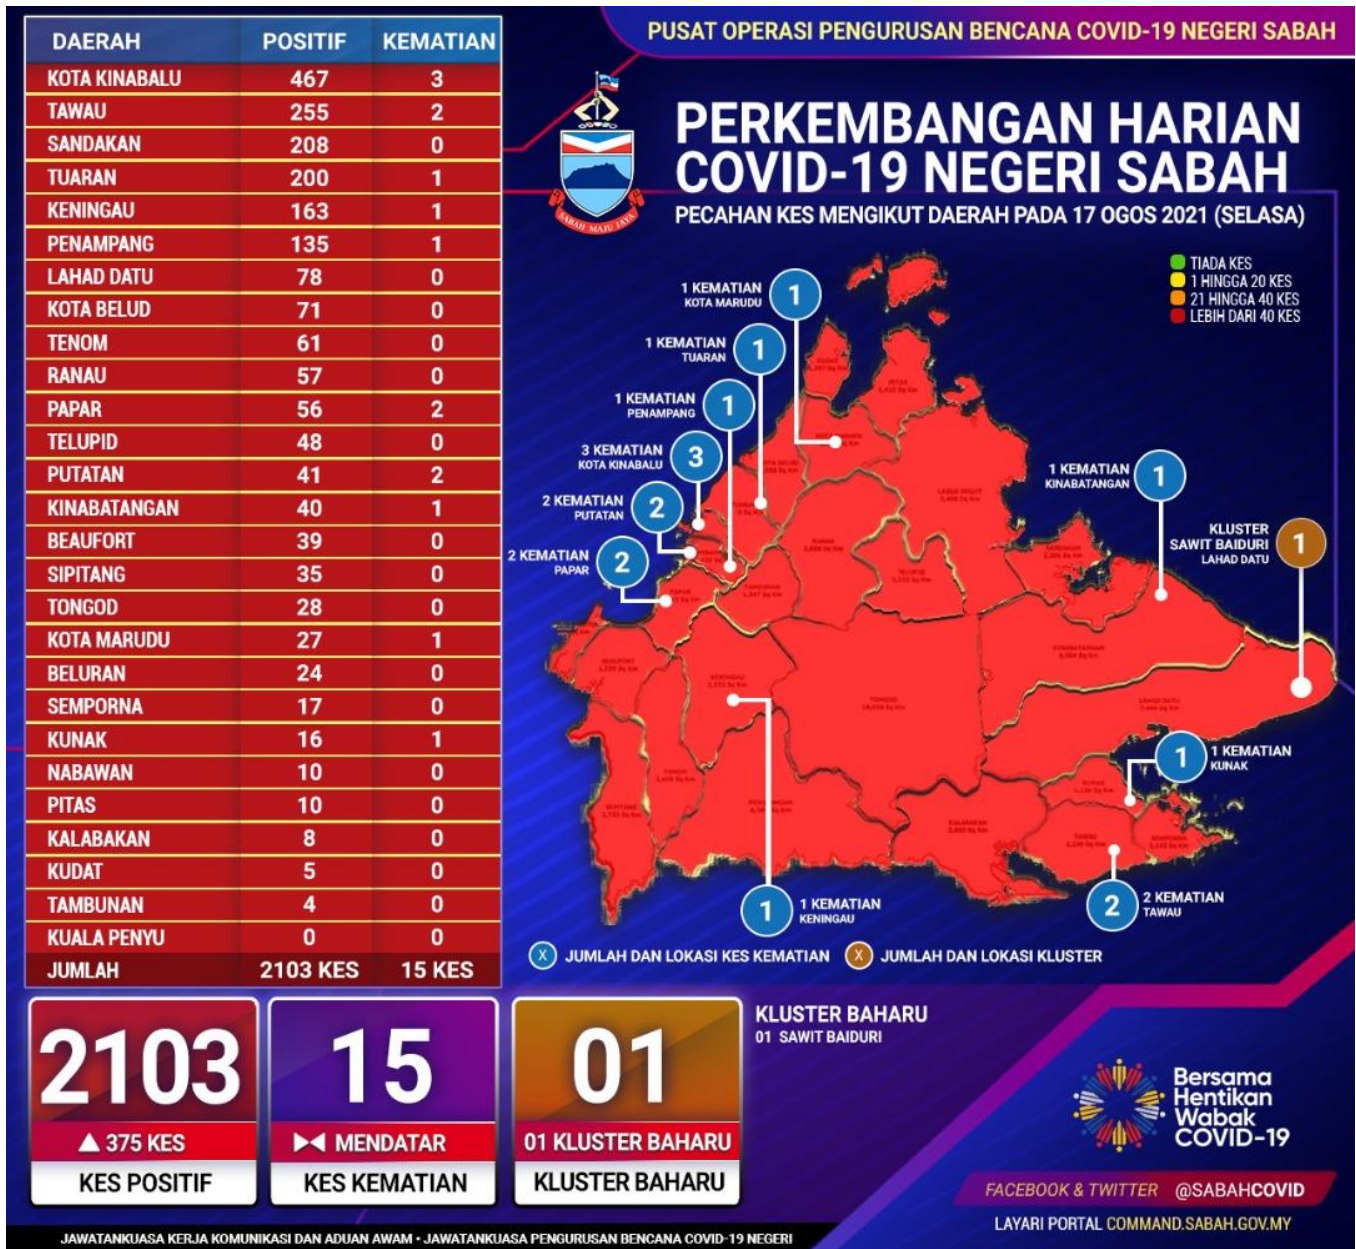 PUSAT OPERASI PENGURUSAN BENCANA COVID-19 NEGERI SABAH
PERKEMBANGAN HARIAN
COVID-19 NEGERI SABAH
PECAHAN KES MENGIKUT DAERAH PADA 17 OGOS 2021 (SELASA)
SABAH MAJU JAYA
DAERAH POSITIF KEMATIAN
KOTA KINABALU 467 3
TAWAU 255 2
SANDAKAN 208 0
TUARAN 200 1
KENINGAU 163 1
PENAMPANG 135 1
LAHAD DATU 78 0
KOTA BELUD 71 0
TENOM 61 0
RANAU 57 0
PAPAR 56 2
TELUPID 48 0
PUTATAN 41 2
KINABATANGAN 40 1
BEAUFORT 39 0
SIPITANG 35 0
TONGOD 28 0
KOTA MARUDU 27 1
BELURAN 24 0
SEMPORNA 17 0
KUNAK 16 1
NABAWAN 10 0
PITAS 10 0
KALABAKAN 8 0
KUDAT 5 0
TAMBUNAN 4 0
KUALA PENYU 0 0
JUMLAH 2103 KES 15 KES
TIADA KES
1 HINGGA 20 KES
21 HINGGA 40 KES
LEBIH DARI 40 KES
1 KEMATIAN
KOTA MARUDU
1
1 KEMATIAN
TUARAN
1
1 KEMATIAN
PENAMPANG
1
3 KEMATIAN
KOTA KINABALU
3
2 KEMATIAN
PUTATAN
2
2 KEMATIAN
PAPAR
2
1 KEMATIAN
KINABATANGAN
1
KLUSTER
SAWIT BAIDURI
LAHAD DATU
1
1
1 KEMATIAN
KUNAK
1
1 KEMATIAN
KENINGAU
2
2 KEMATIAN
TAWAU
X JUMLAH DAN LOKASI KES KEMATIAN
X JUMLAH DAN LOKASI KLUSTER
2103
375 KES
KES POSITIF
15
MENDATAR
KES KEMATIAN
01
01 KLUSTER BAHARU
KLUSTER BAHARU
KLUSTER BAHARU
01 SAWIT BAIDURI
Bersama
Hentikan
Wabak
COVID-19
FACEBOOK & TWITTER @SABAHCOVID
LAYARI PORTAL COMMAND.SABAH.GOV.MY
JAWATANKUASA KERJA KOMUNIKASI DAN ADUAN AWAM • JAWATANKUASA PENGURUSAN BENCANA COVID-19 NEGERI